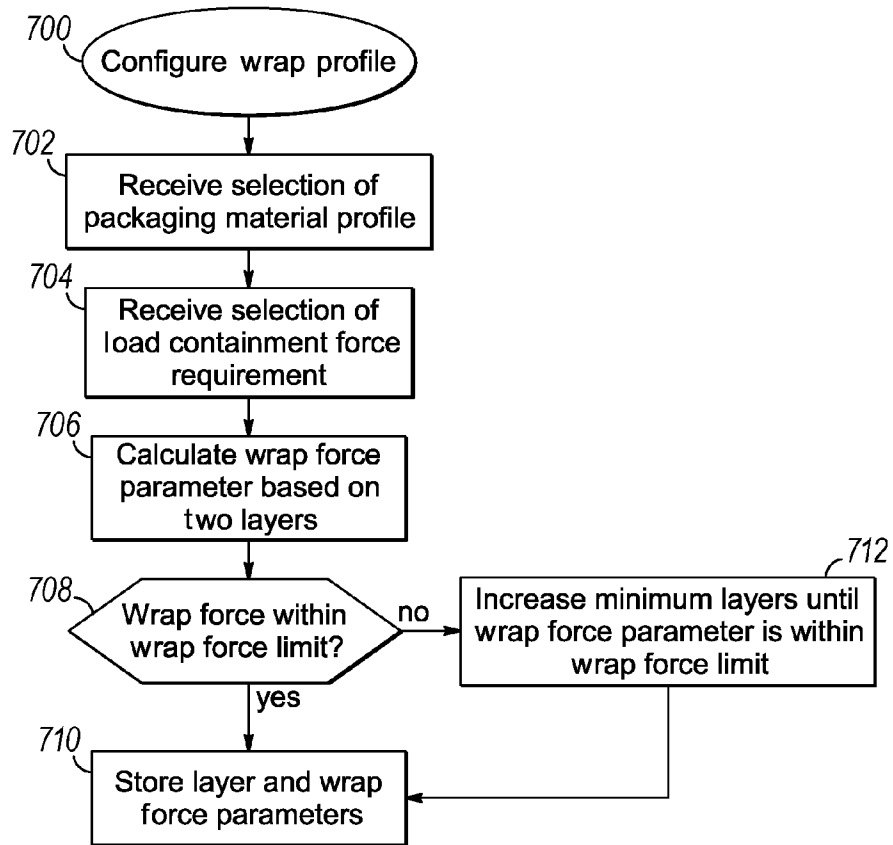 700
Configure wrap profile
702
Receive selection of
packaging material profile
704
Receive selection of
load containment force
requirement
706
Calculate wrap force
parameter based on
two layers
708
Wrap force within
wrap force limit?
no
712
Increase minimum layers until
wrap force parameter is within
wrap force limit
yes
710
Store layer and wrap
force parameters